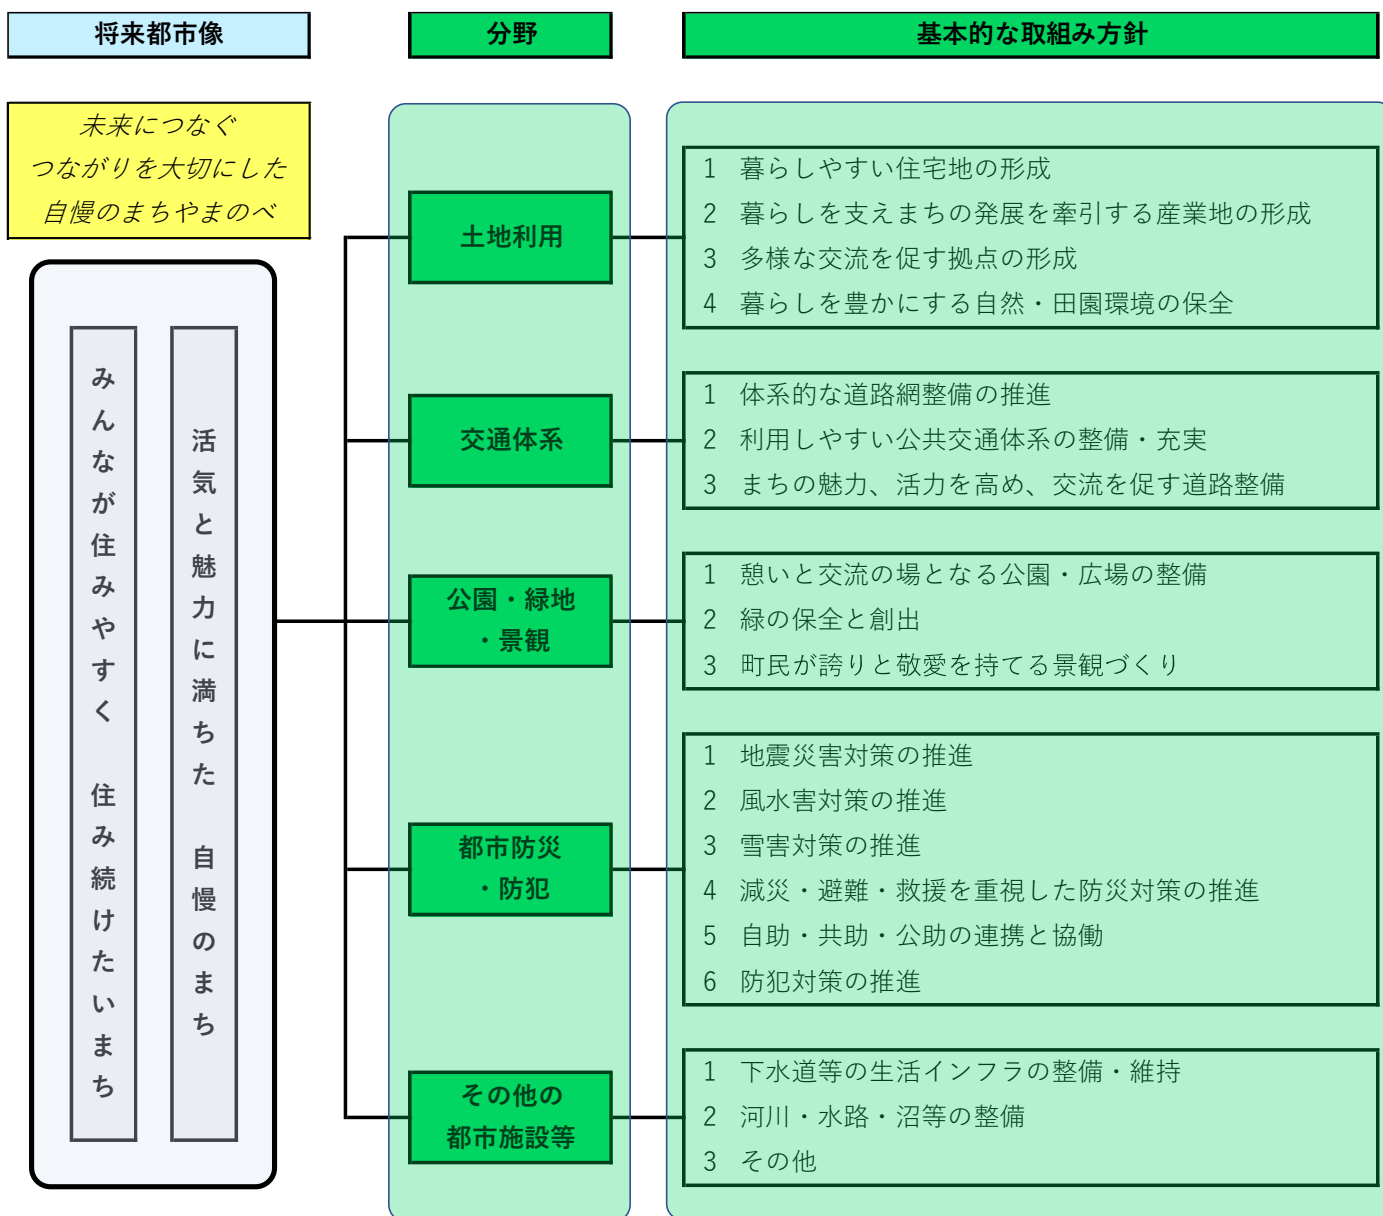 将来都市像
分野
基本的な取組み方針
未来につなぐ
つながりを大切にした
自慢のまちやまのべ
活気と魅力に満ちた　自慢のまち
みんなが住みやすく　住み続けたいまち
土地利用
1 暮らしやすい住宅地の形成
2 暮らしを支えまちの発展を牽引する産業地の形成
3 多様な交流を促す拠点の形成
4 暮らしを豊かにする自然・田園環境の保全
交通体系
1 体系的な道路網整備の推進
2 利用しやすい公共交通体系の整備・充実
3 まちの魅力、活力を高め、交流を促す道路整備
公園・緑地
・景観
1 憩いと交流の場となる公園・広場の整備
2 緑の保全と創出
3 町民が誇りと敬愛を持てる景観づくり
都市防災
・防犯
1 地震災害対策の推進
2 風水害対策の推進
3 雪害対策の推進
4 減災・避難・救援を重視した防災対策の推進
5 自助・共助・公助の連携と協働
6 防犯対策の推進
その他の
都市施設等
1 下水道等の生活インフラの整備・維持
2 河川・水路・沼等の整備
3 その他